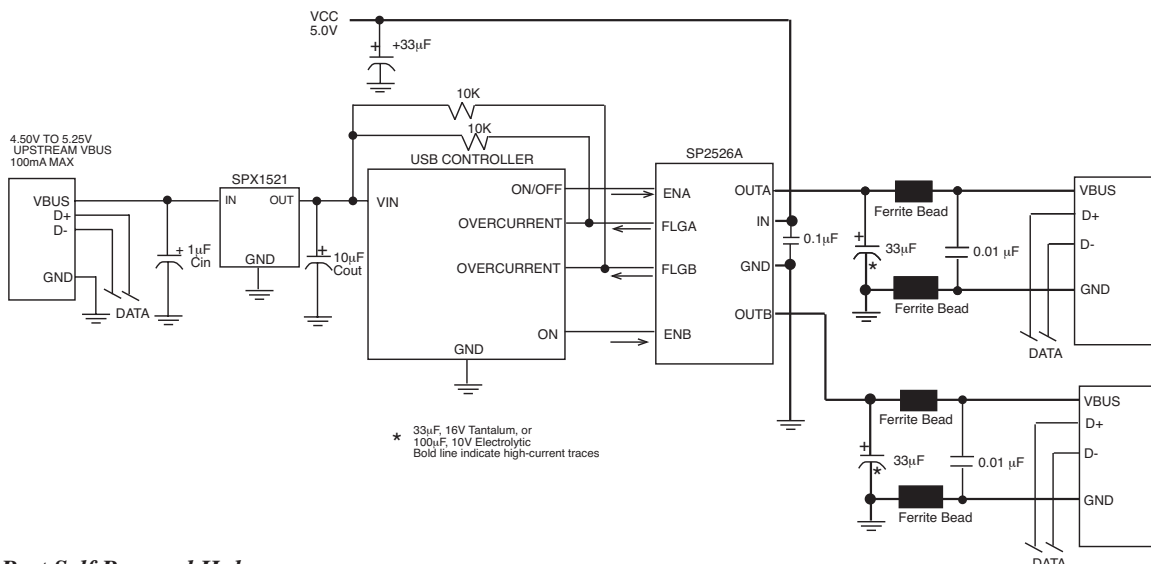 VCC
5.0V
+
+33µF
10K
10K
4.50V TO 5.25V
UPSTREAM VBUS
100mA MAX
USB CONTROLLER
SP2526A
SPX1521
VBUS
D+
D-
GND
DATA
IN
OUT
GND
+
1µF
Cin
+
10µF
Cout
VIN
ON/OFF
OVERCURRENT
OVERCURRENT
ON
GND
ENA
FLGA
FLGB
ENB
OUTA
IN
GND
OUTB
0.1µF
Ferrite Bead
+
33µF
*
0.01 µF
Ferrite Bead
VBUS
D+
D-
GND
DATA
Ferrite Bead
+
33µF
*
0.01 µF
Ferrite Bead
VBUS
D+
D-
GND
DATA
* 33µF, 16V Tantalum, or
100µF, 10V Electrolytic
Bold line indicate high-current traces